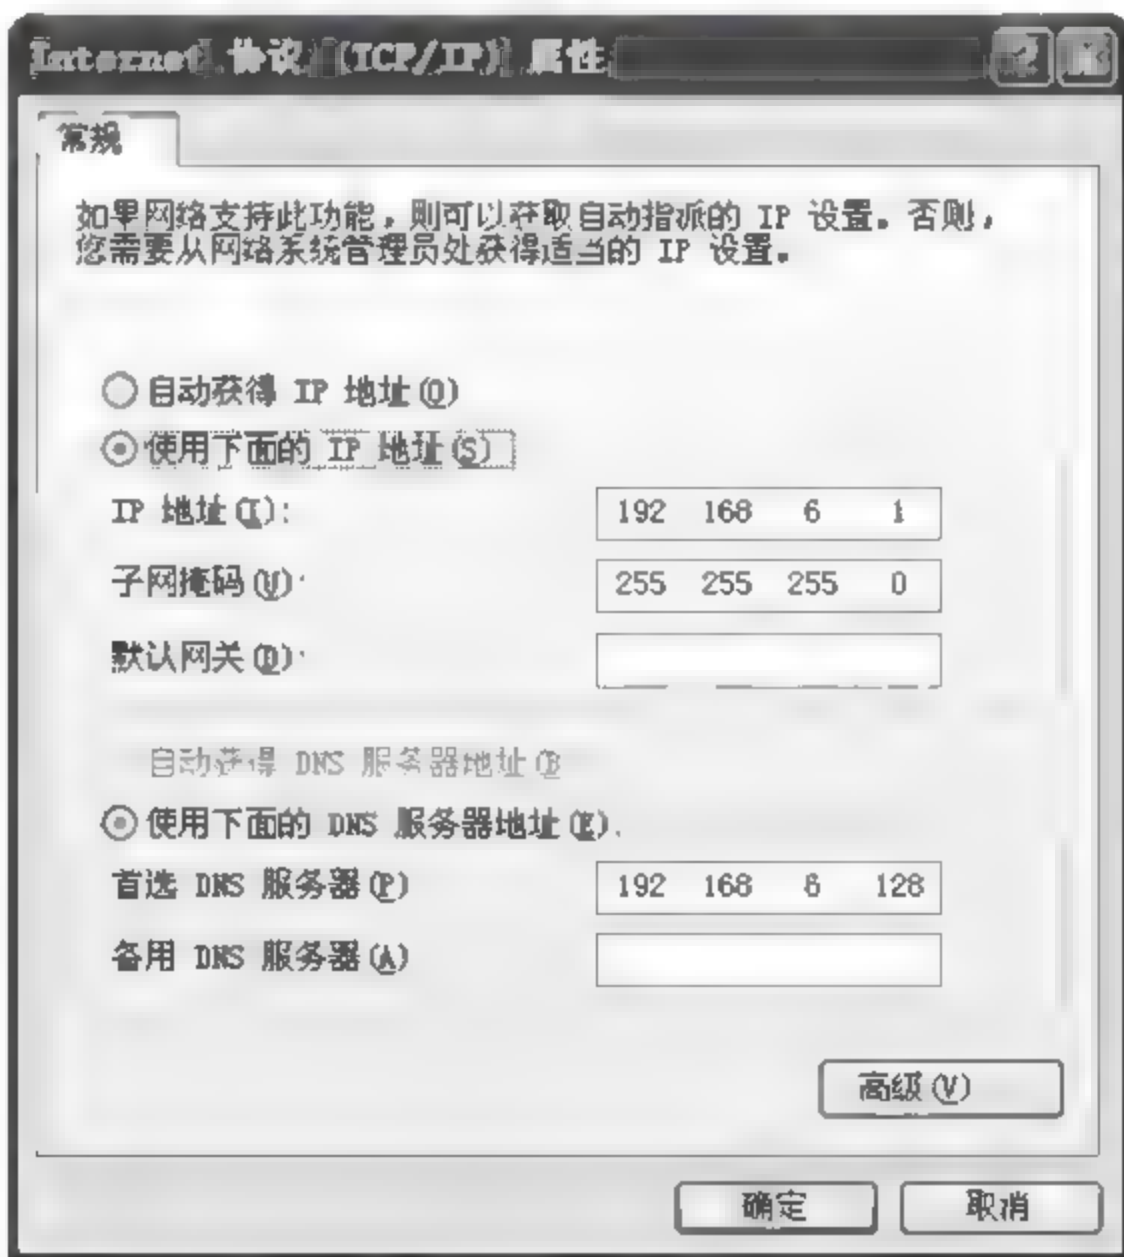 Internet 协议 (TCP/IP) 属性
常规
如果网络支持此功能，则可以获取自动指派的 IP 设置。否则，
您需要从网络系统管理员处获得适当的 IP 设置。
自动获得 IP 地址(O)
使用下面的 IP 地址(S)
IP 地址(I): 192 168 6 1
子网掩码(U): 255 255 255 0
默认网关(D):
自动获得 DNS 服务器地址(B
使用下面的 DNS 服务器地址(E).
首选 DNS 服务器(P) 192 168 6 128
备用 DNS 服务器(A)
高级(V)
确定 取消